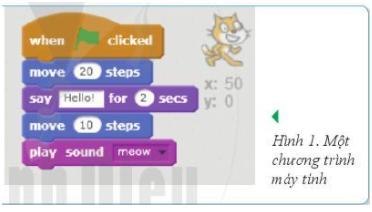 when clicked
move 20 steps
say Hello! for 2 secs
move 10 steps
play sound meow
x: 50
y: 0
Hình 1. Một
chương trình
máy tính